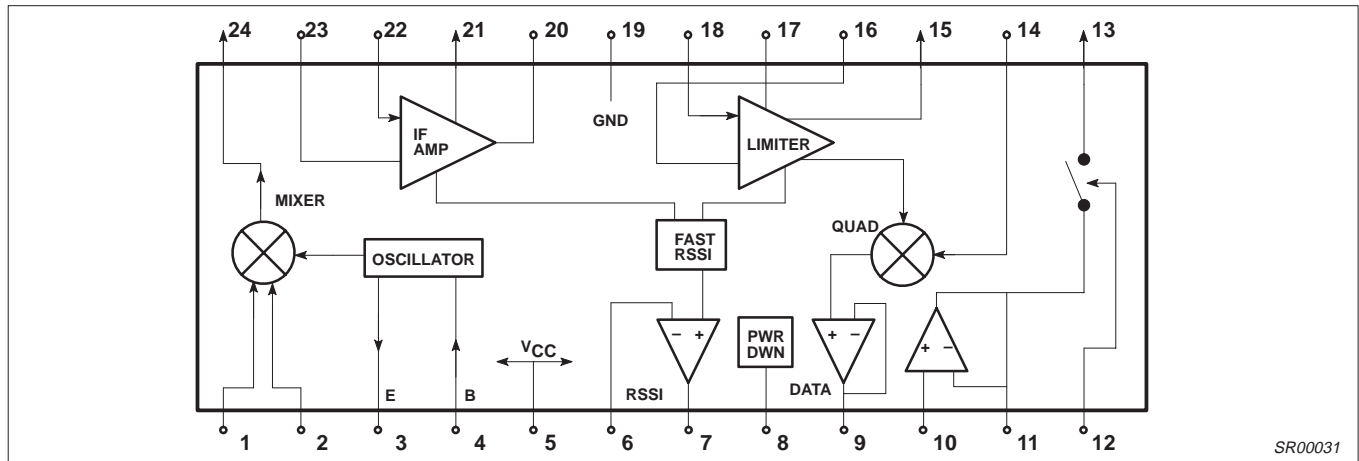 24 23 22 21 20 19 18 17 16 15 14 13
GND
IF
AMP
LIMITER
MIXER
QUAD
FAST
RSSI
OSCILLATOR
– +
PWR
DWN
+ –
+ –
VCC
E B
RSSI
DATA
1 2 3 4 5 6 7 8 9 10 11 12
SR00031